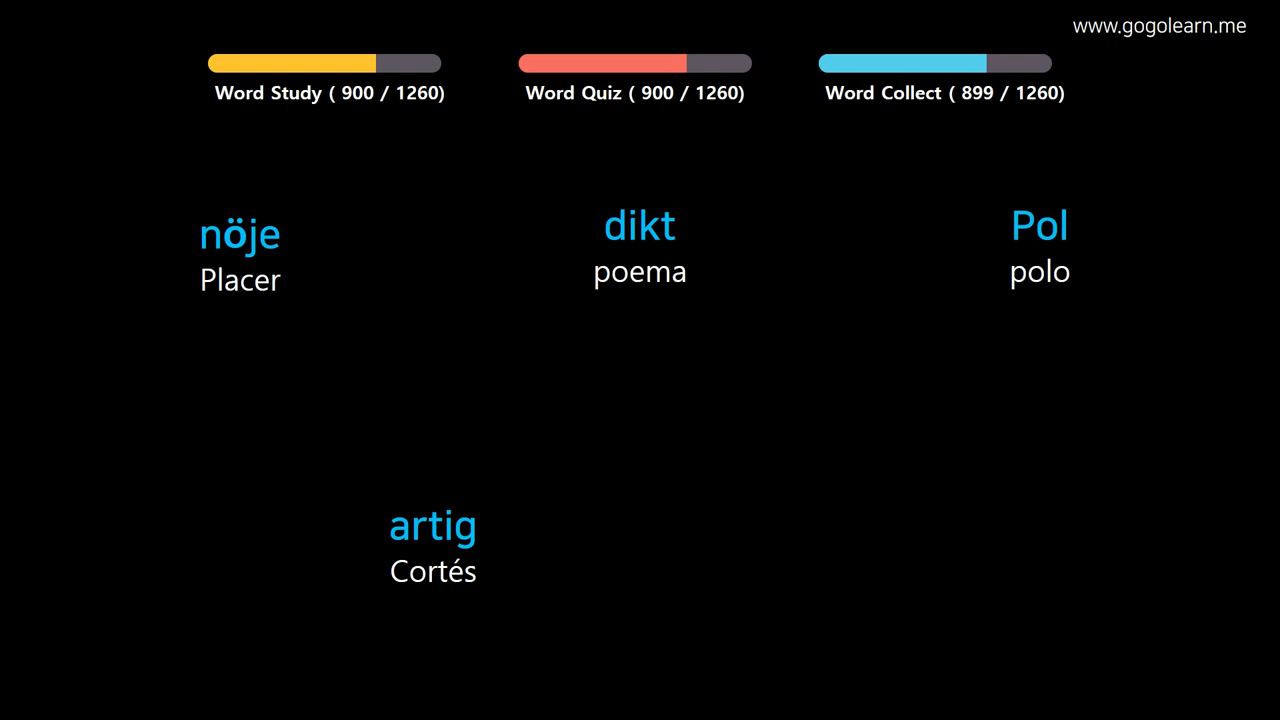 www.gogolearn.me
Word Study ( 900 / 1260)
Word Quiz ( 900 / 1260)
Word Collect ( 899 / 1260)
nöje
Placer
dikt
poema
Pol
polo
artig
Cortés